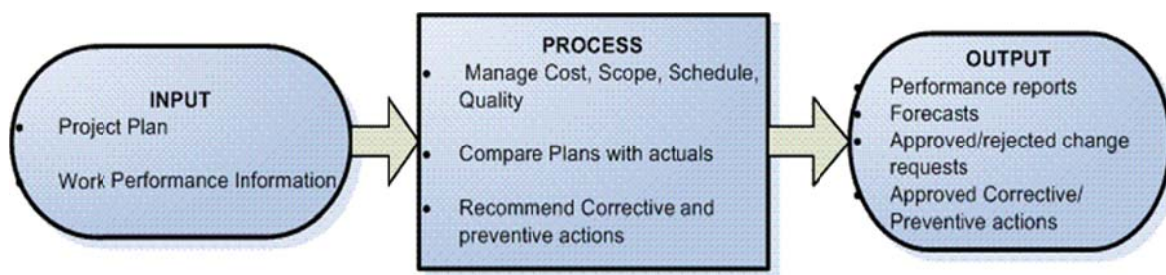 INPUT
• Project Plan
• Work Performance Information
PROCESS
• Manage Cost, Scope, Schedule,
Quality
• Compare Plans with actuals
• Recommend Corrective and
preventive actions
OUTPUT
• Performance reports
• Forecasts
• Approved/rejected change
requests
• Approved Corrective/
Preventive actions